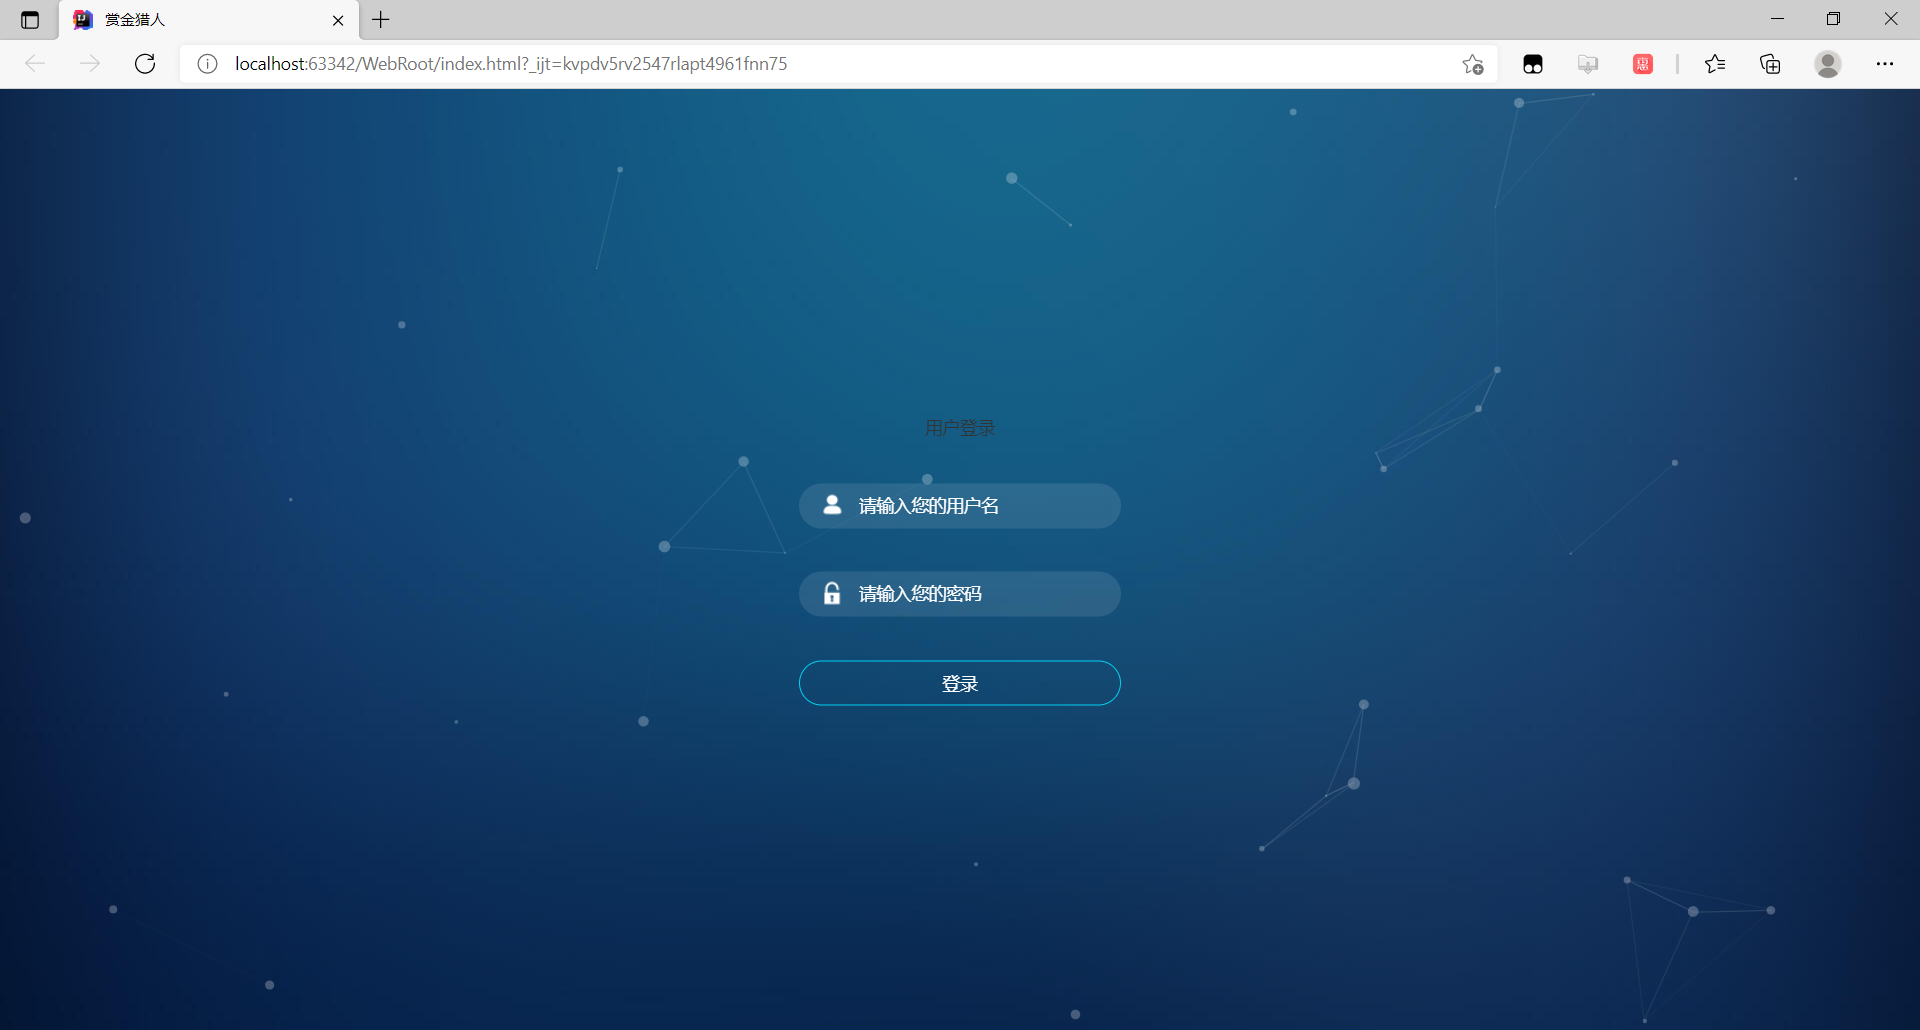 赏金猎人
localhost:63342/WebRoot/index.html?_ijt=kvpdv5rv2547rlapt4961fnn75
惠
用户登录
请输入您的用户名
请输入您的密码
登录